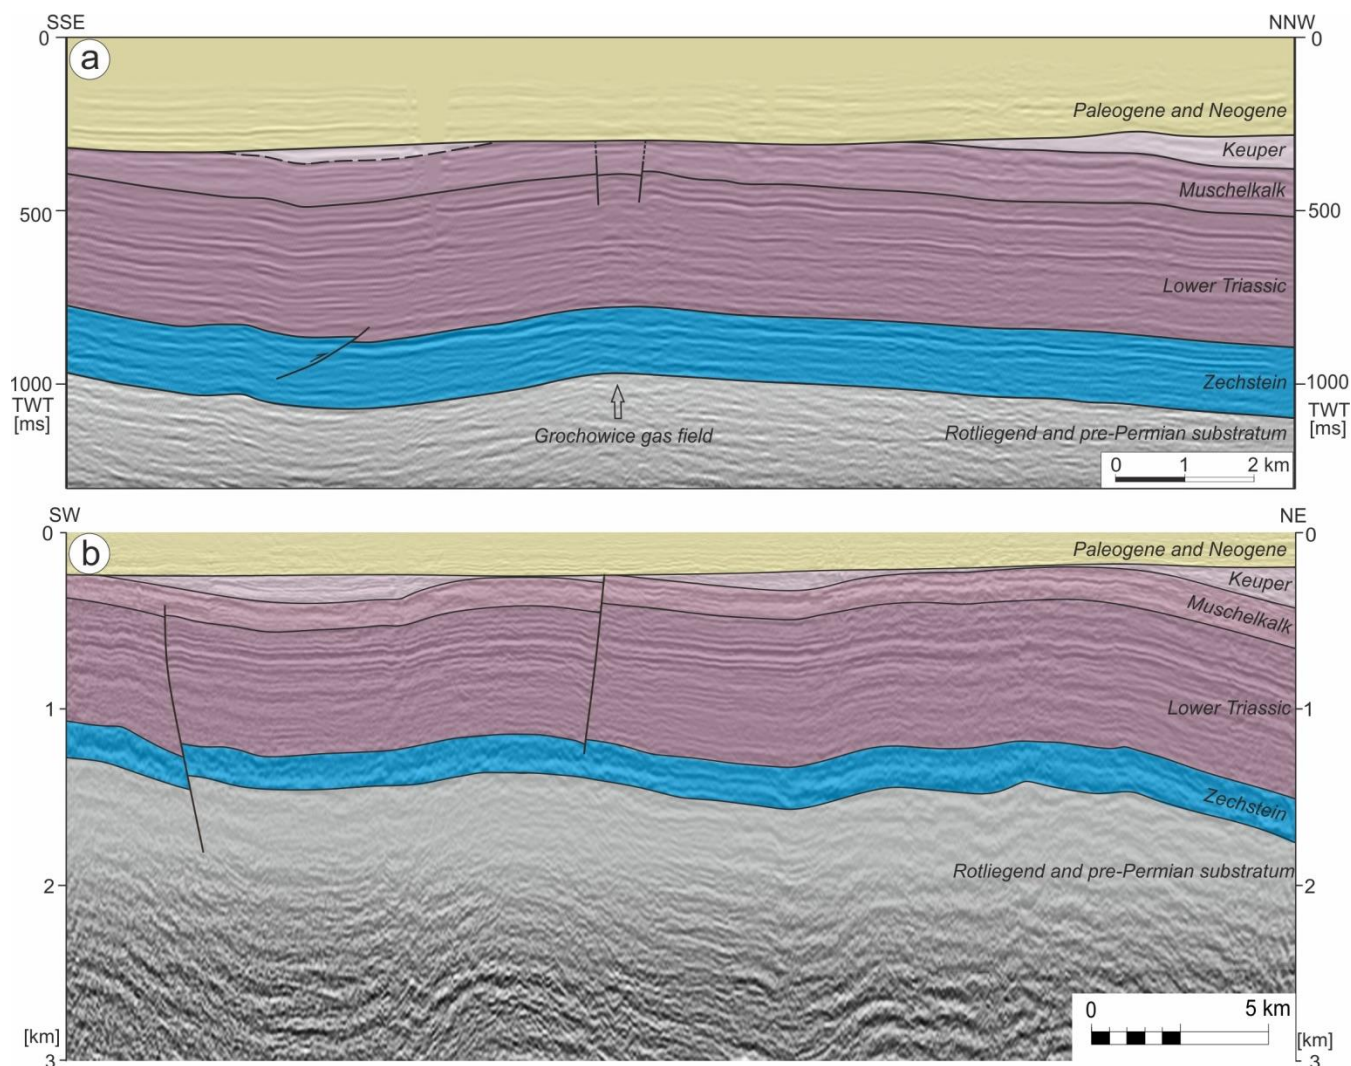 SSE NNW
0 0
a
Paleogene and Neogene
Keuper
Muschelkalk
500 500
Lower Triassic
Zechstein
1000 1000
TWT TWT
[ms] [ms]
Grochowice gas field
Rotliegend and pre-Permian substratum
0 1 2 km
SW NE
0 0
b
Paleogene and Neogene
Keuper
Muschelkalk
Lower Triassic
1 1
Zechstein
Rotliegend and pre-Permian substratum
2 2
0 5 km
[km] [km]
3 3